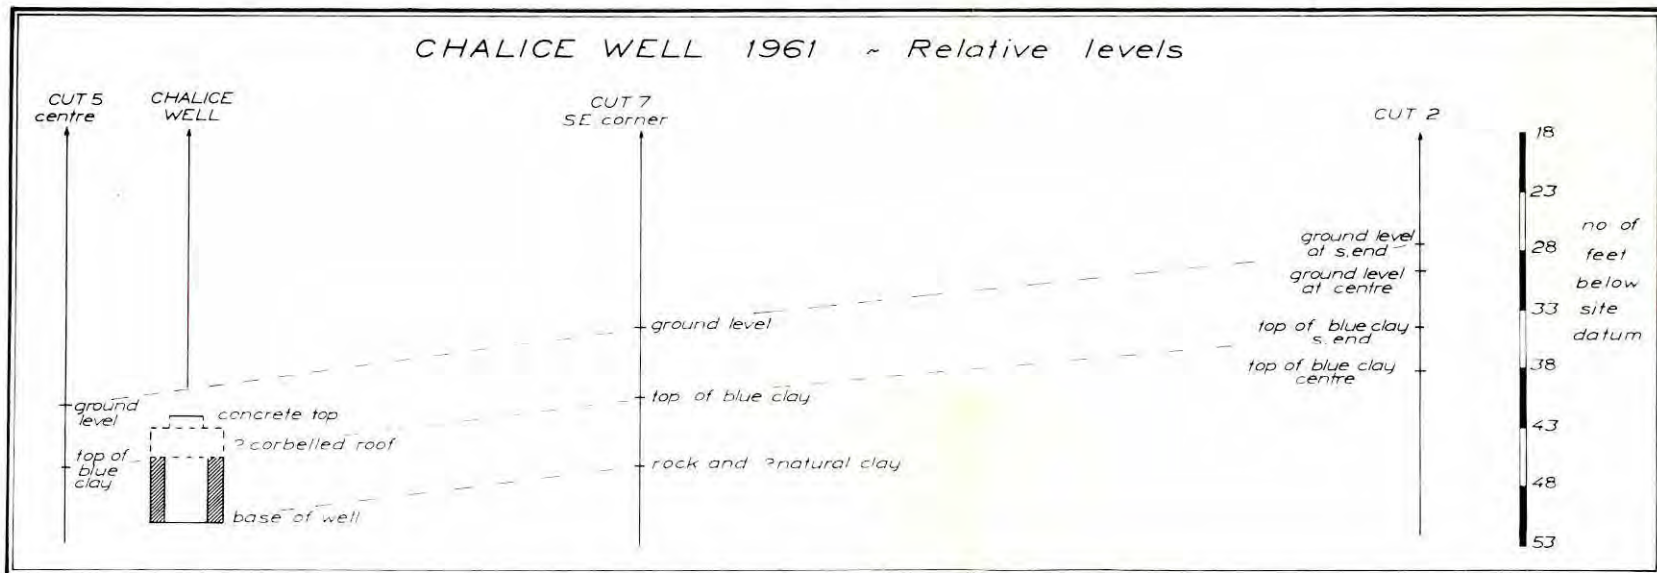 CHALICE WELL 1961 ~ Relative levels
CUT 5
centre
CHALICE
WELL
CUT 7
SE corner
CUT 2
18
23
28
33
38
43
48
53
no of
feet
below
site
datum
ground level
at s.end
ground level
at centre
top of blue clay
s. end
top of blue clay
centre
ground level
top of blue clay
rock and ?natural clay
ground
level
top of
blue
clay
concrete top
?corbelled roof
base of well